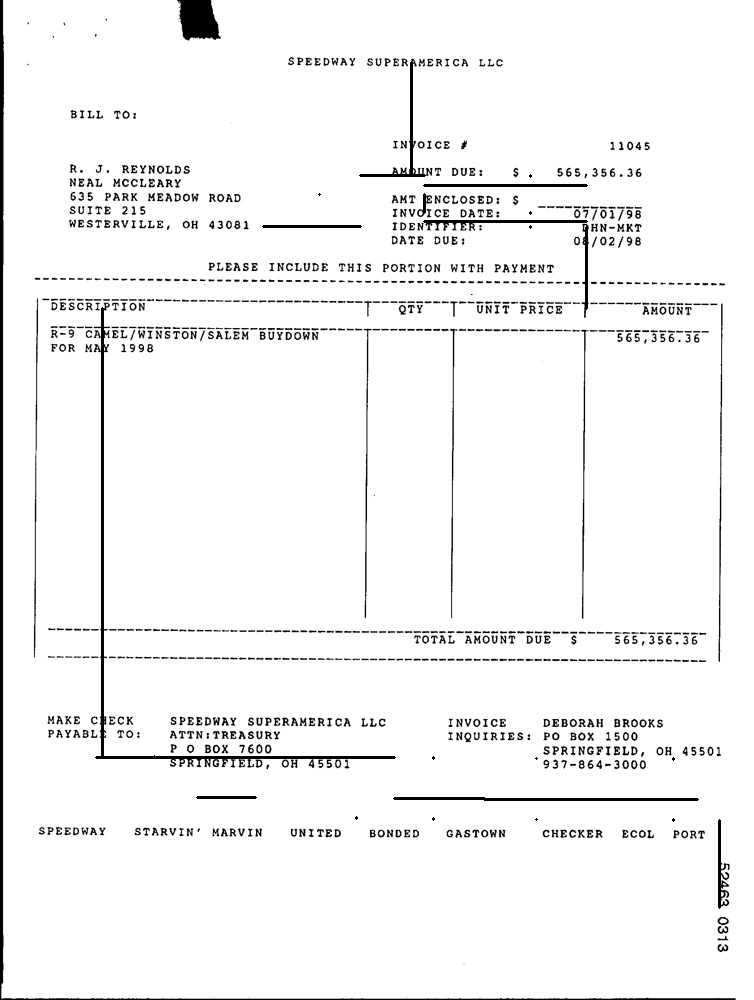 SPEEDWAY SUPERAMERICA LLC
BILL TO:
INVOICE # 11045
R. J. REYNOLDS
NEAL MCCLEARY
635 PARK MEADOW ROAD
SUITE 215
WESTERVILLE, OH 43081
AMOUNT DUE: $ 565,356.36
AMT ENCLOSED: $
INVOICE DATE: 07/01/98
IDENTIFIER: DHN-MKT
DATE DUE: 08/02/98
PLEASE INCLUDE THIS PORTION WITH PAYMENT
DESCRIPTION QTY UNIT PRICE AMOUNT
R-9 CAMEL/WINSTON/SALEM BUYDOWN 565,356.36
FOR MAY 1998
TOTAL AMOUNT DUE $ 565,356.36
MAKE CHECK PAYABLE TO:
SPEEDWAY SUPERAMERICA LLC
ATTN:TREASURY
P O BOX 7600
SPRINGFIELD, OH 45501
INVOICE INQUIRIES:
DEBORAH BROOKS
PO BOX 1500
SPRINGFIELD, OH 45501
937-864-3000
SPEEDWAY STARVIN' MARVIN UNITED BONDED GASTOWN CHECKER ECOL PORT
52463 0313